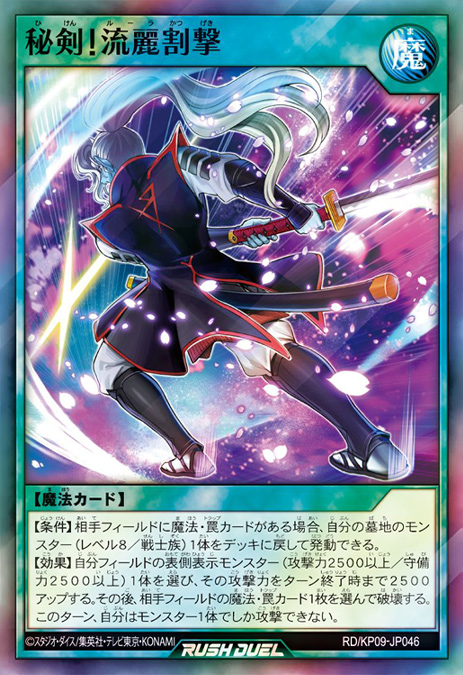 秘剣!流麗割撃
魔
【魔法カード】
【条件】相手フィールドに魔法・罠カードがある場合、自分の墓地のモン
スター(レベル8/戦士族)1体をデッキに戻して発動できる。
【効果】自分フィールドの表側表示モンスター(攻撃力2500以上/守備
力2500以上)1体を選び、その攻撃力をターン終了時まで2500
アップする。その後、相手フィールドの魔法・罠カード1枚を選んで破壊する。
このターン、自分はモンスター1体でしか攻撃できない。
©スタジオ・ダイス/集英社・テレビ東京・KONAMI
RUSH DUEL
RD/KP09-JP046